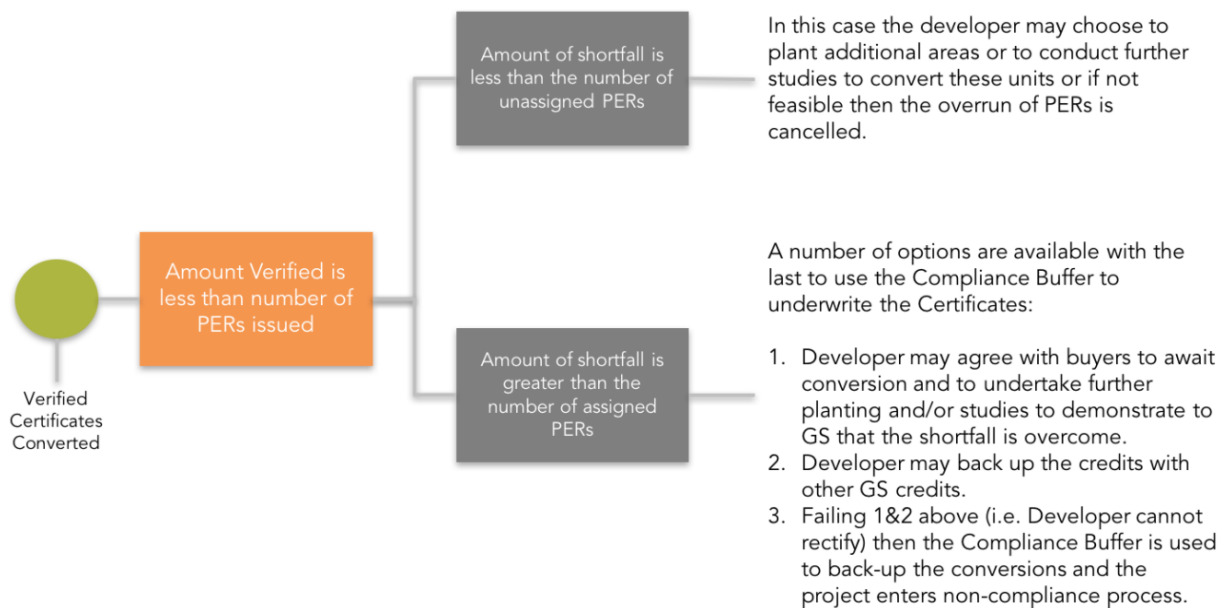 Verified
Certificates
Converted
Amount Verified is
less than number of
PERs issued
Amount of shortfall is
less than the number of
unassigned PERs
In this case the developer may choose to
plant additional areas or to conduct further
studies to convert these units or if not
feasible then the overrun of PERs is
cancelled.
Amount of shortfall is
greater than the
number of assigned
PERs
A number of options are available with the
last to use the Compliance Buffer to
underwrite the Certificates:
1. Developer may agree with buyers to await
conversion and to undertake further
planting and/or studies to demonstrate to
GS that the shortfall is overcome.
2. Developer may back up the credits with
other GS credits.
3. Failing 1&2 above (i.e. Developer cannot
rectify) then the Compliance Buffer is used
to back-up the conversions and the
project enters non-compliance process.